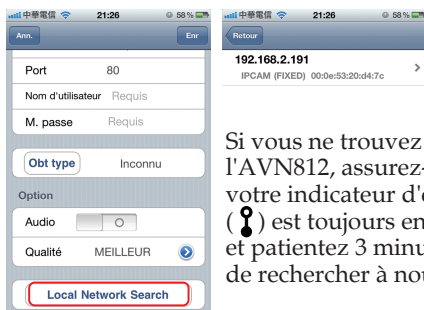 中華電信 21:26 58 %
Ann. Enr
Port 80
Nom d'utilisateur Requis
M. passe Requis
Obt type Inconnu
Option
Audio
Qualité MEILLEUR
Local Network Search
中華電信 21:26 58 %
Retour
192.168.2.191
IPCAM (FIXED) 00:0e:53:20:d4:7c
Si vous ne trouvez
l'AVN812, assurez-
votre indicateur d'
( ) est toujours en
et patientez 3 minu
de rechercher à nou